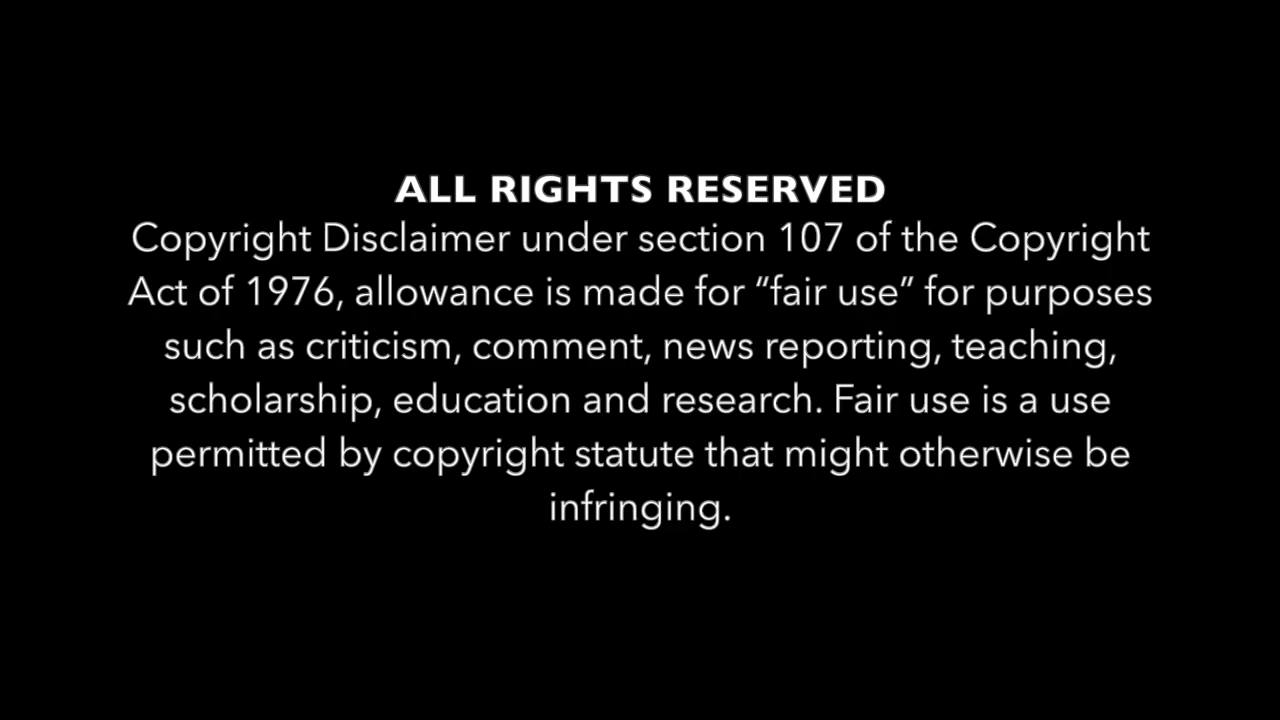 ALL RIGHTS RESERVED
Copyright Disclaimer under section 107 of the Copyright
Act of 1976, allowance is made for “fair use” for purposes
such as criticism, comment, news reporting, teaching,
scholarship, education and research. Fair use is a use
permitted by copyright statute that might otherwise be
infringing.